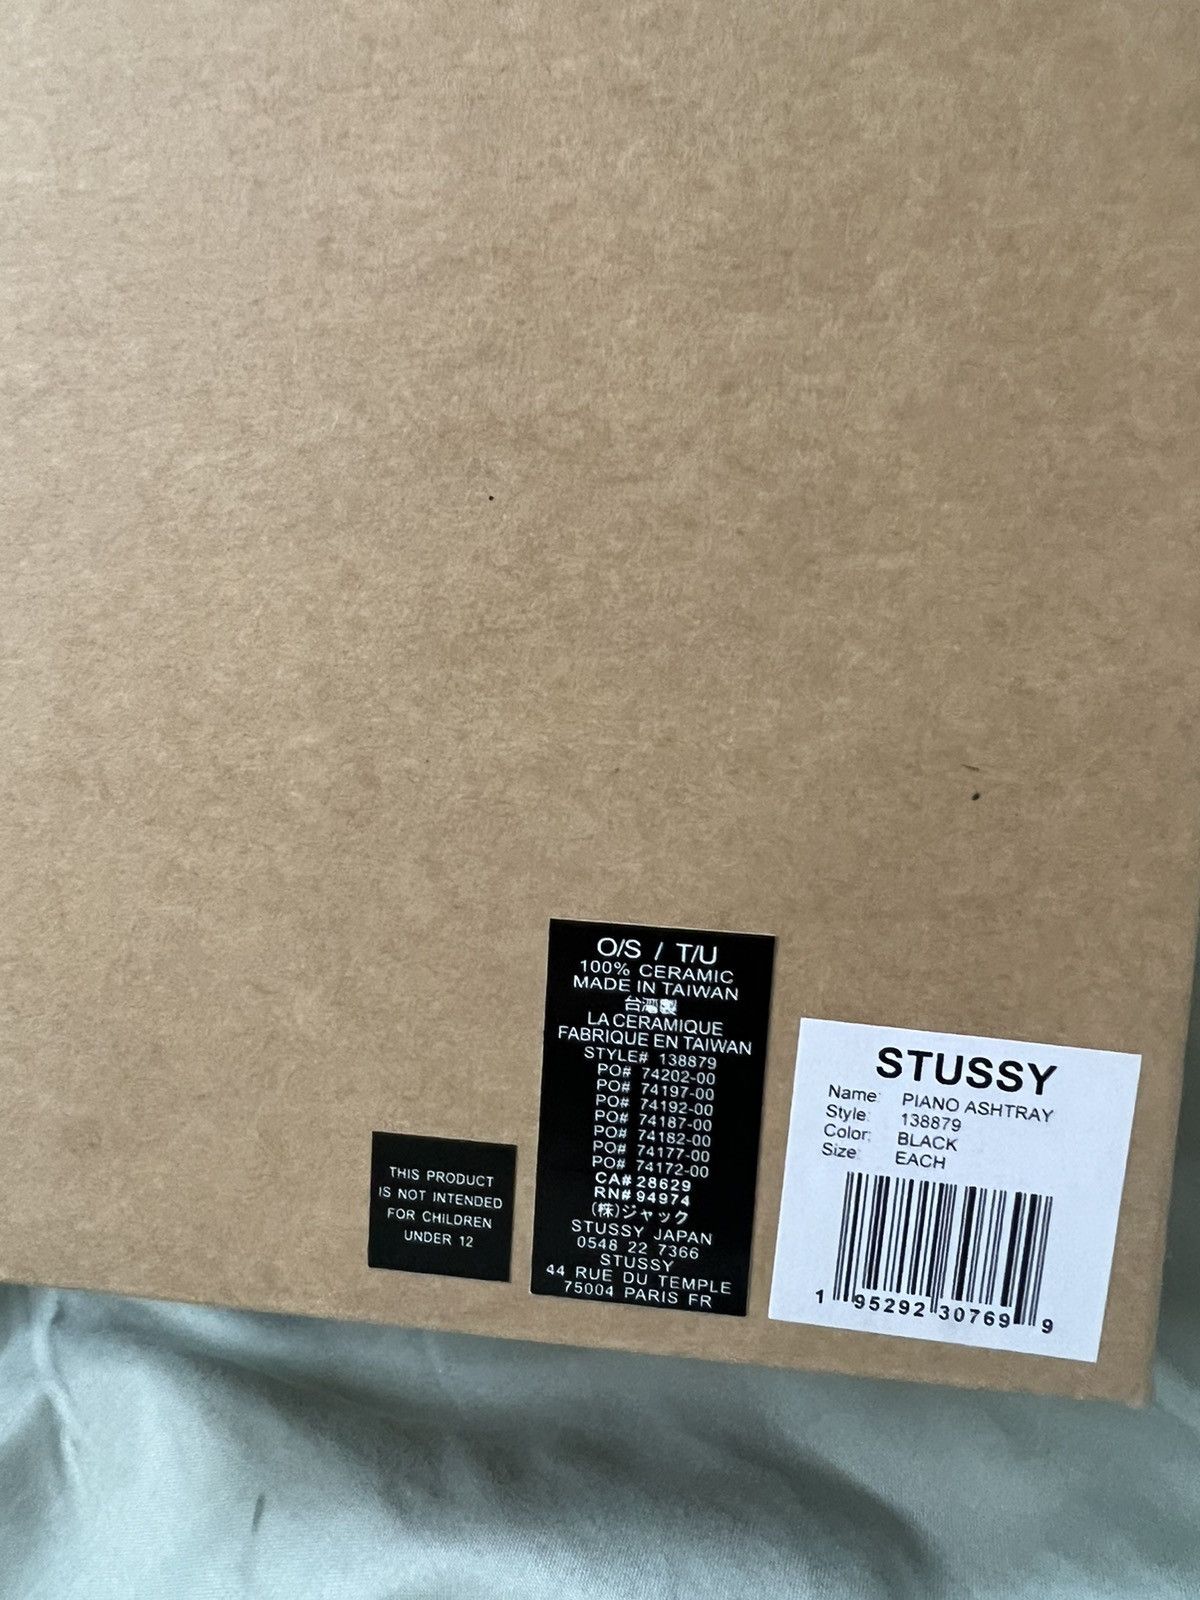 THIS PRODUCT
IS NOT INTENDED
FOR CHILDREN
UNDER 12
O/S / T/U
100% CERAMIC
MADE IN TAIWAN
台灣製
LA CERAMIQUE
FABRIQUE EN TAIWAN
STYLE# 138879
PO# 74202-00
PO# 74197-00
PO# 74192-00
PO# 74187-00
PO# 74182-00
PO# 74177-00
PO# 74172-00
CA# 28629
RN# 94974
(株)ジャック
STUSSY JAPAN
0548 22 7366
STUSSY
44 RUE DU TEMPLE
75004 PARIS FR
STUSSY
Name: PIANO ASHTRAY
Style: 138879
Color: BLACK
Size: EACH
1 95292 30769 9